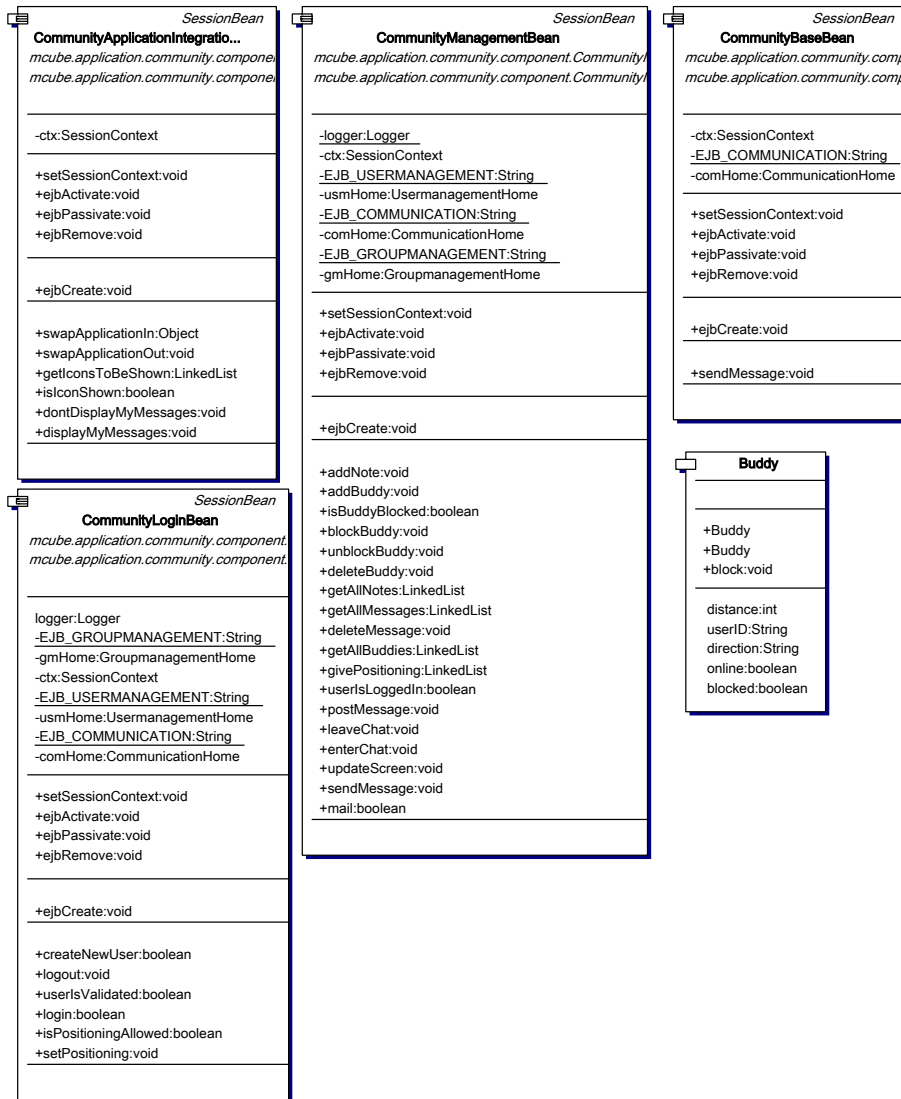 SessionBean
CommunityApplicationIntegratio...
mcube.application.community.compone
mcube.application.community.compone
-ctx:SessionContext
+setSessionContext:void
+ejbActivate:void
+ejbPassivate:void
+ejbRemove:void
+ejbCreate:void
+swapApplicationIn:Object
+swapApplicationOut:void
+getIconsToBeShown:LinkedList
+isIconShown:boolean
+dontDisplayMyMessages:void
+displayMyMessages:void
SessionBean
CommunityLoginBean
mcube.application.community.component.
mcube.application.community.component.
logger:Logger
-EJB_GROUPMANAGEMENT:String
-gmHome:GroupmanagementHome
-ctx:SessionContext
-EJB_USERMANAGEMENT:String
-usmHome:UsermanagementHome
-EJB_COMMUNICATION:String
-comHome:CommunicationHome
+setSessionContext:void
+ejbActivate:void
+ejbPassivate:void
+ejbRemove:void
+ejbCreate:void
+createNewUser:boolean
+logout:void
+userIsValidated:boolean
+login:boolean
+isPositioningAllowed:boolean
+setPositioning:void
SessionBean
CommunityManagementBean
mcube.application.community.component.Community
mcube.application.community.component.Community
-logger:Logger
-ctx:SessionContext
-EJB_USERMANAGEMENT:String
-usmHome:UsermanagementHome
-EJB_COMMUNICATION:String
-comHome:CommunicationHome
-EJB_GROUPMANAGEMENT:String
-gmHome:GroupmanagementHome
+setSessionContext:void
+ejbActivate:void
+ejbPassivate:void
+ejbRemove:void
+ejbCreate:void
+addNote:void
+addBuddy:void
+isBuddyBlocked:boolean
+blockBuddy:void
+unblockBuddy:void
+deleteBuddy:void
+getAllNotes:LinkedList
+getAllMessages:LinkedList
+deleteMessage:void
+getAllBuddies:LinkedList
+givePositioning:LinkedList
+userIsLoggedIn:boolean
+postMessage:void
+leaveChat:void
+enterChat:void
+updateScreen:void
+sendMessage:void
+mail:boolean
SessionBean
CommunityBaseBean
mcube.application.community.comp
mcube.application.community.comp
-ctx:SessionContext
-EJB_COMMUNICATION:String
-comHome:CommunicationHome
+setSessionContext:void
+ejbActivate:void
+ejbPassivate:void
+ejbRemove:void
+ejbCreate:void
+sendMessage:void
Buddy
+Buddy
+Buddy
+block:void
distance:int
userID:String
direction:String
online:boolean
blocked:boolean